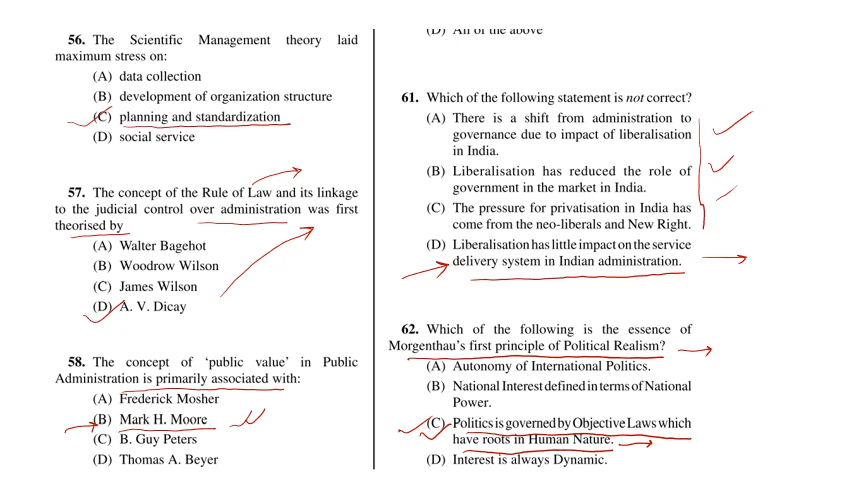 56. The Scientific Management theory laid
maximum stress on:
(A) data collection
(B) development of organization structure
(C) planning and standardization
(D) social service
57. The concept of the Rule of Law and its linkage
to the judicial control over administration was first
theorised by
(A) Walter Bagehot
(B) Woodrow Wilson
(C) James Wilson
(D) A. V. Dicay
58. The concept of ‘public value’ in Public
Administration is primarily associated with:
(A) Frederick Mosher
(B) Mark H. Moore
(C) B. Guy Peters
(D) Thomas A. Beyer
(D) All of the above
61. Which of the following statement is not correct?
(A) There is a shift from administration to
governance due to impact of liberalisation
in India.
(B) Liberalisation has reduced the role of
government in the market in India.
(C) The pressure for privatisation in India has
come from the neo-liberals and New Right.
(D) Liberalisation has little impact on the service
delivery system in Indian administration.
62. Which of the following is the essence of
Morgenthau’s first principle of Political Realism?
(A) Autonomy of International Politics.
(B) National Interest defined in terms of National
Power.
(C) Politics is governed by Objective Laws which
have roots in Human Nature.
(D) Interest is always Dynamic.